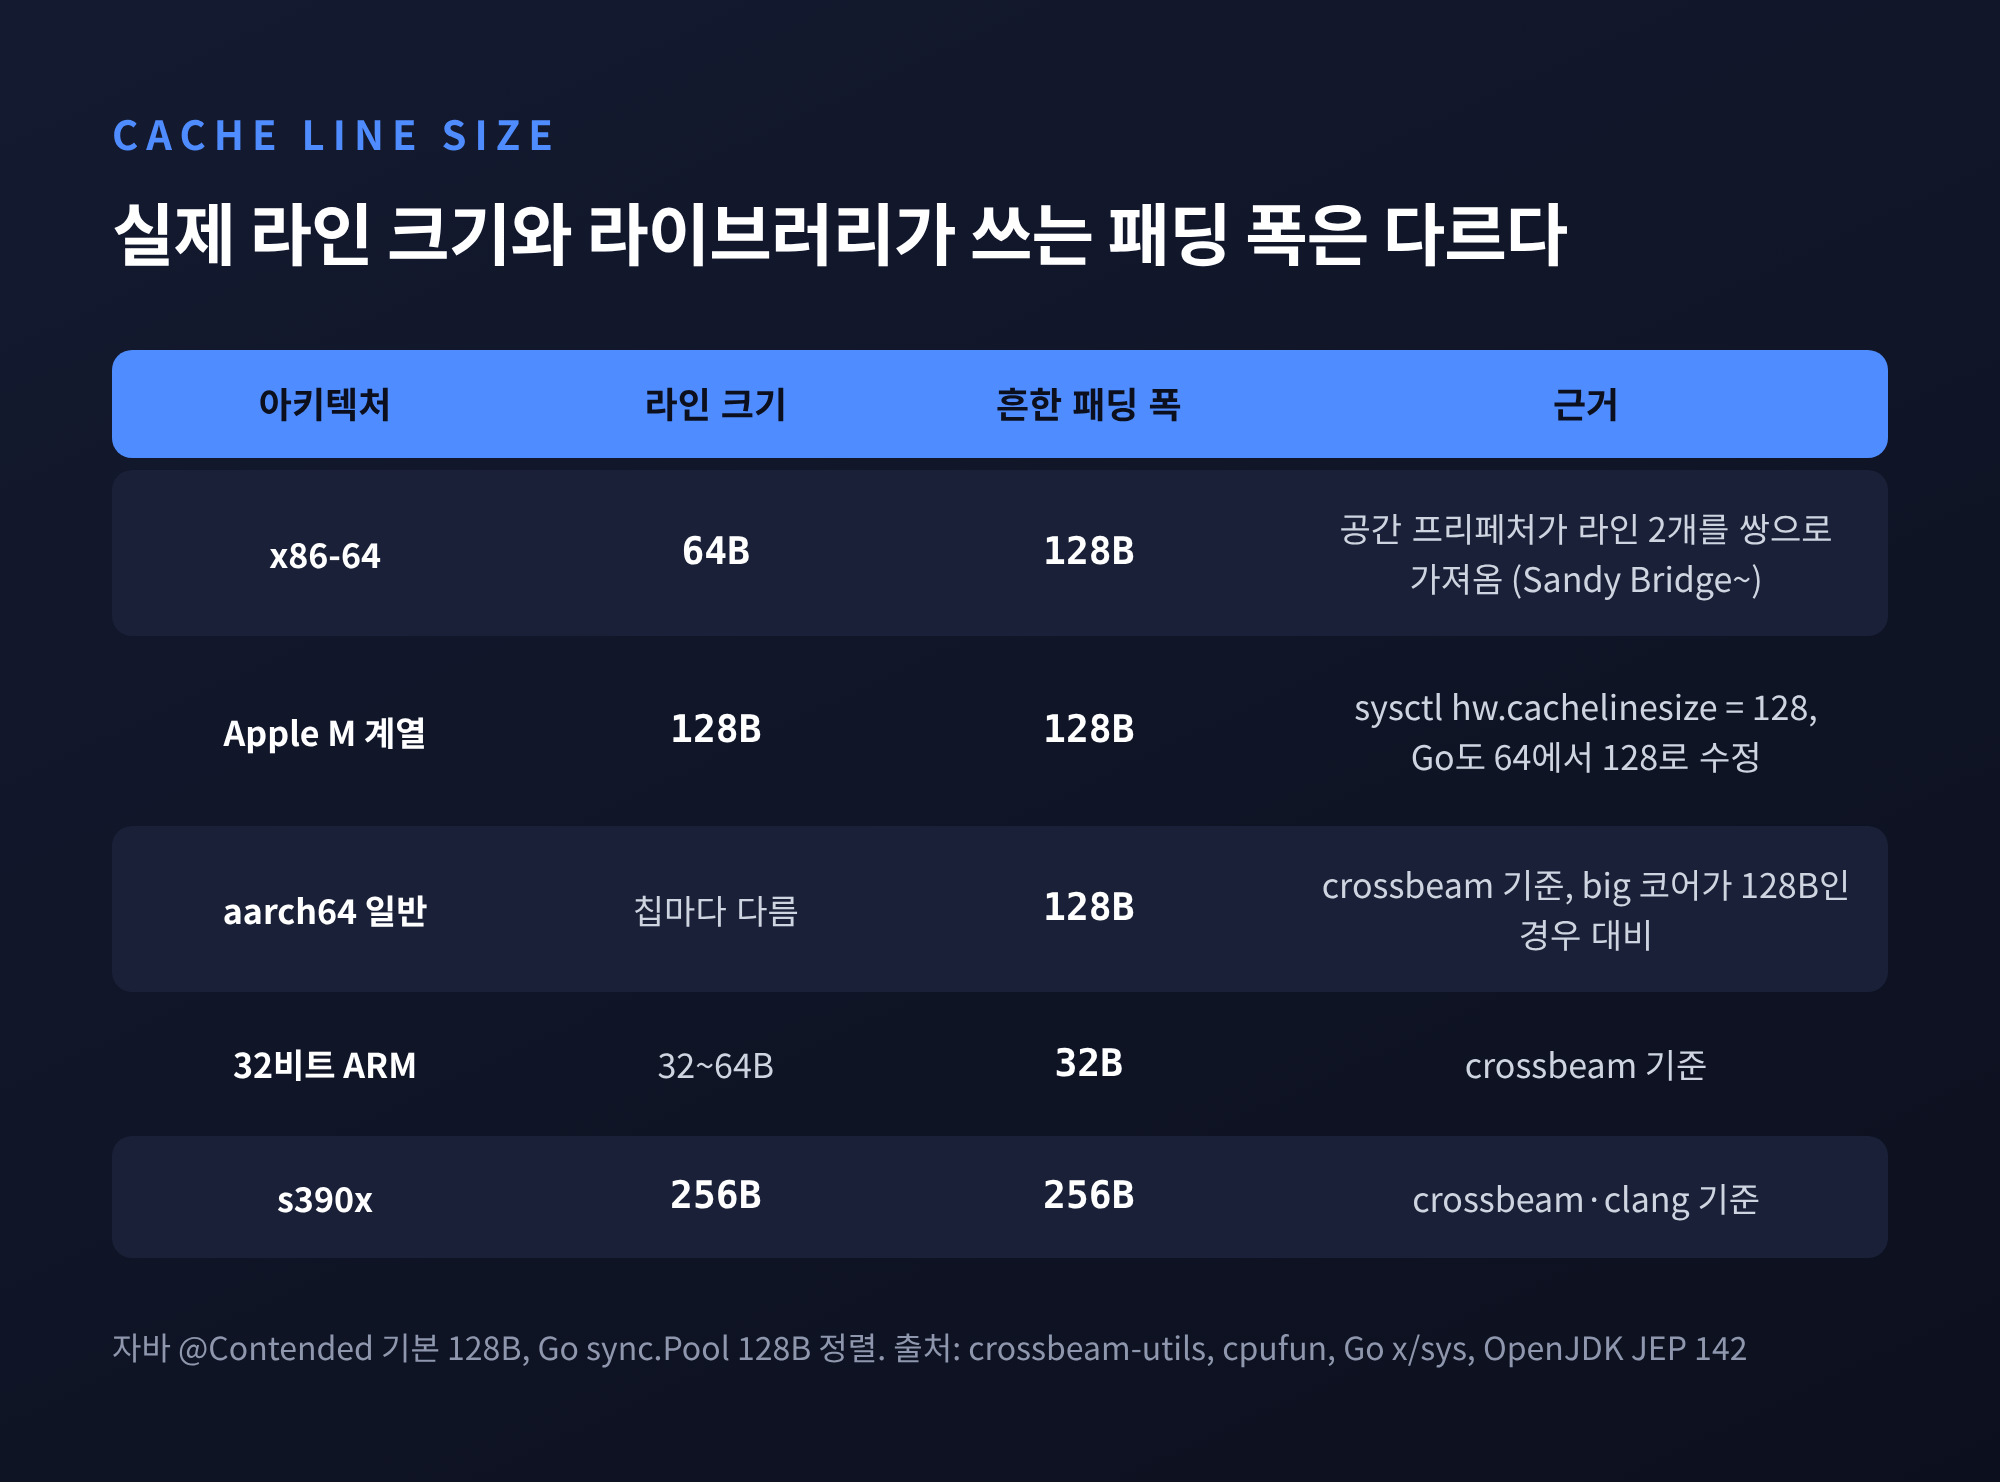 CACHE LINE SIZE
실제 라인 크기와 라이브러리가 쓰는 패딩 폭은 다르다
아키텍처 라인 크기 흔한 패딩 폭 근거
x86-64 64B 128B 공간 프리페처가 라인 2개를 쌍으로
가져옴 (Sandy Bridge~)
Apple M 계열 128B 128B sysctl hw.cachelinesize = 128,
Go도 64에서 128로 수정
aarch64 일반 칩마다 다름 128B crossbeam 기준, big 코어가 128B인
경우 대비
32비트 ARM 32~64B 32B crossbeam 기준
s390x 256B 256B crossbeam·clang 기준
자바 @Contended 기본 128B, Go sync.Pool 128B 정렬. 출처: crossbeam-utils, cpufun, Go x/sys, OpenJDK JEP 142